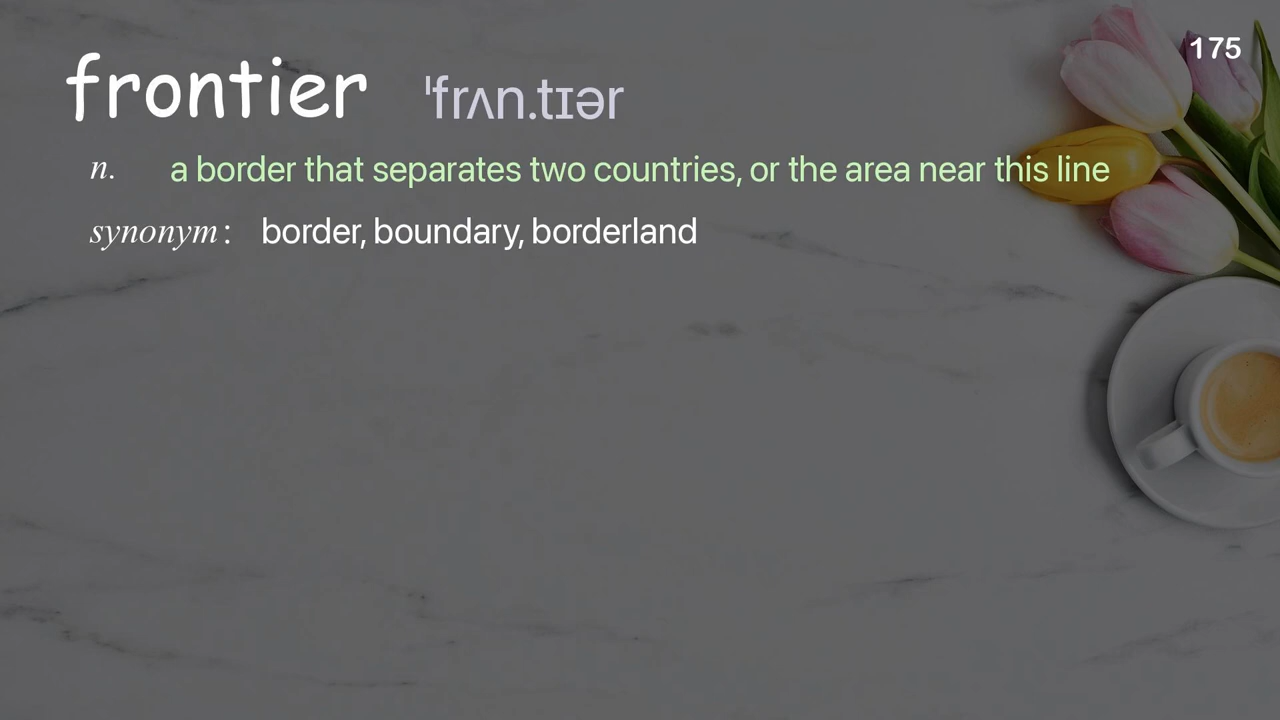 175
frontier ˈfrʌn.tɪər
n. a border that separates two countries, or the area near this line
synonym: border, boundary, borderland